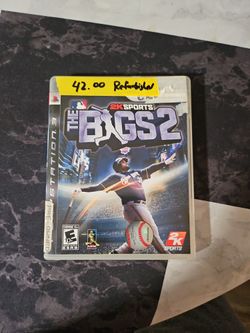 42.00 Refurbished
2K SPORTS
THE BIGS 2
PLAYSTATION 3
E
2K
SPORTS